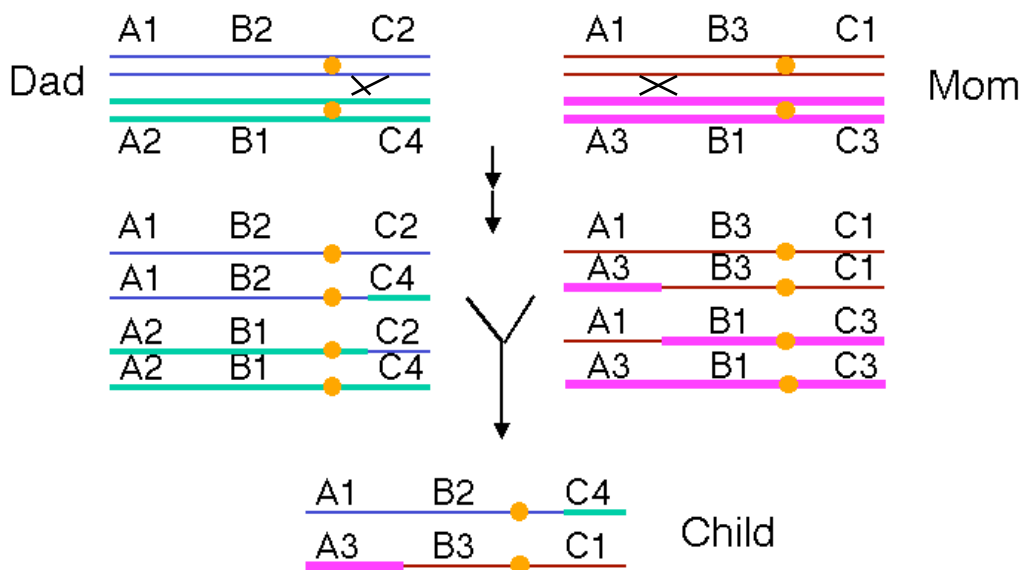 A1 B2 C2 A1 B3 C1
Dad Mom
A2 B1 C4 A3 B1 C3
A1 B2 C2 A1 B3 C1
A1 B2 C4 A3 B3 C1
A2 B1 C2 A1 B1 C3
A2 B1 C4 A3 B1 C3
A1 B2 C4
Child
A3 B3 C1